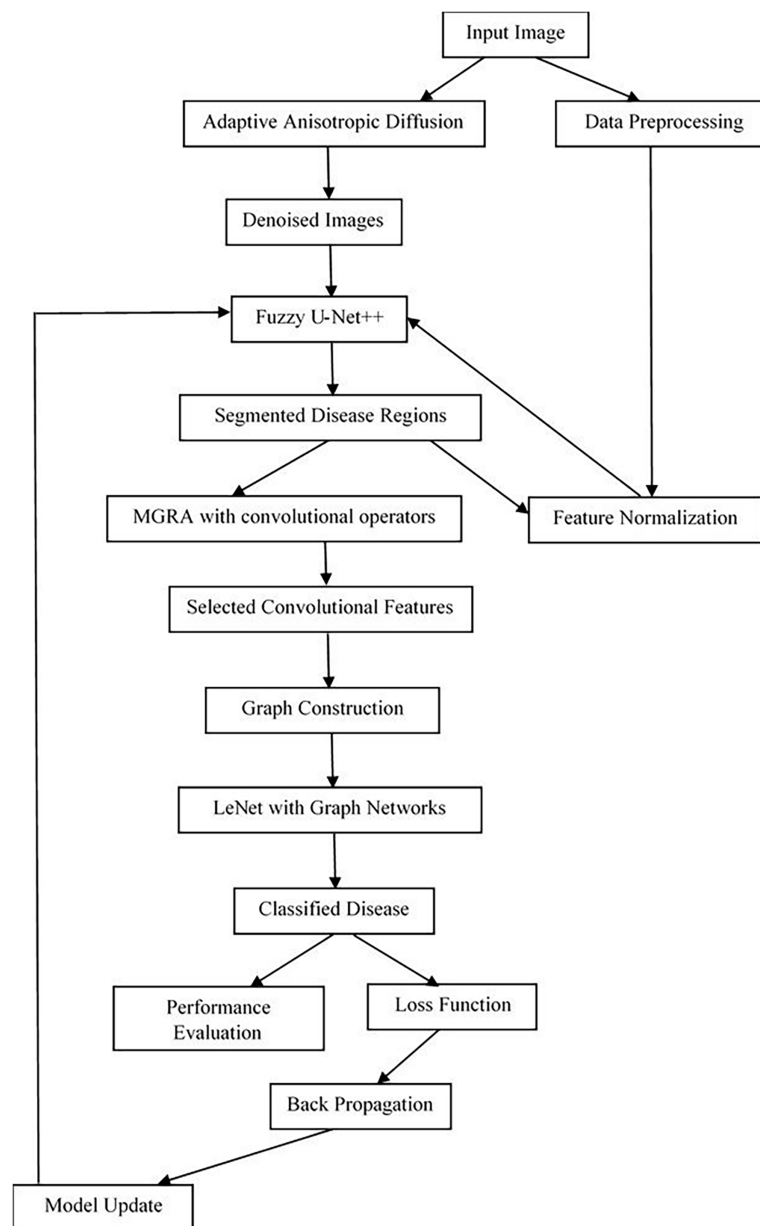 Input Image
Adaptive Anisotropic Diffusion
Data Preprocessing
Denoised Images
Fuzzy U-Net++
Segmented Disease Regions
MGRA with convolutional operators
Feature Normalization
Selected Convolutional Features
Graph Construction
LeNet with Graph Networks
Classified Disease
Performance
Evaluation
Loss Function
Back Propagation
Model Update